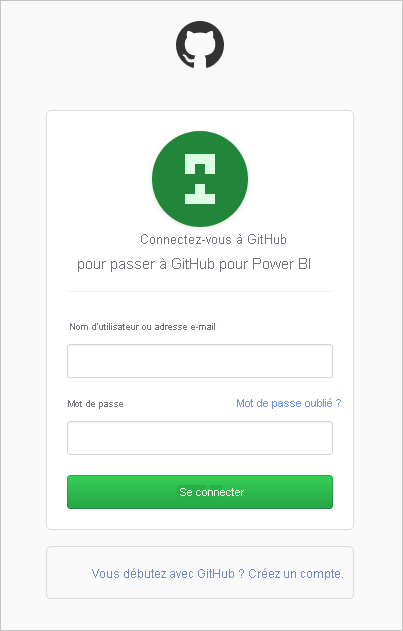 Connectez-vous à GitHub
pour passer à GitHub pour Power BI
Nom d'utilisateur ou adresse e-mail
Mot de passe
Mot de passe oublié ?
Se connecter
Vous débutez avec GitHub ? Créez un compte.